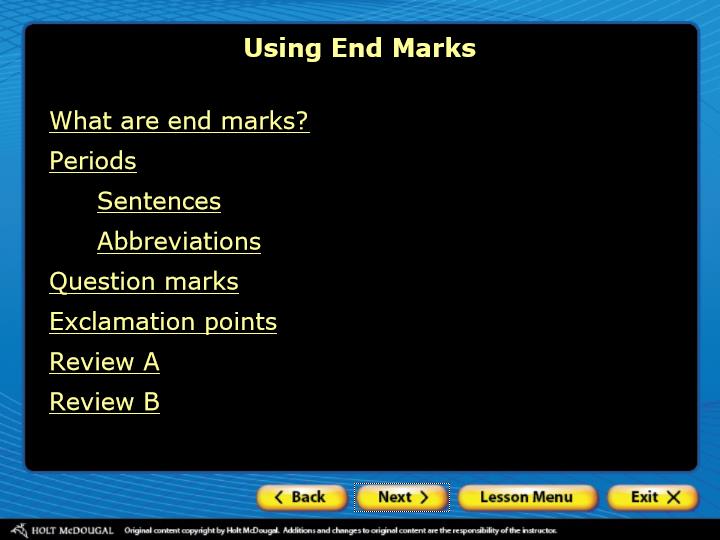 Using End Marks
What are end marks?
Periods
Sentences
Abbreviations
Question marks
Exclamation points
Review A
Review B
Back Next Lesson Menu Exit
HOLT McDOUGAL Original content copyright by Holt McDougal. Additions and changes to original content are the responsibility of the instructor.